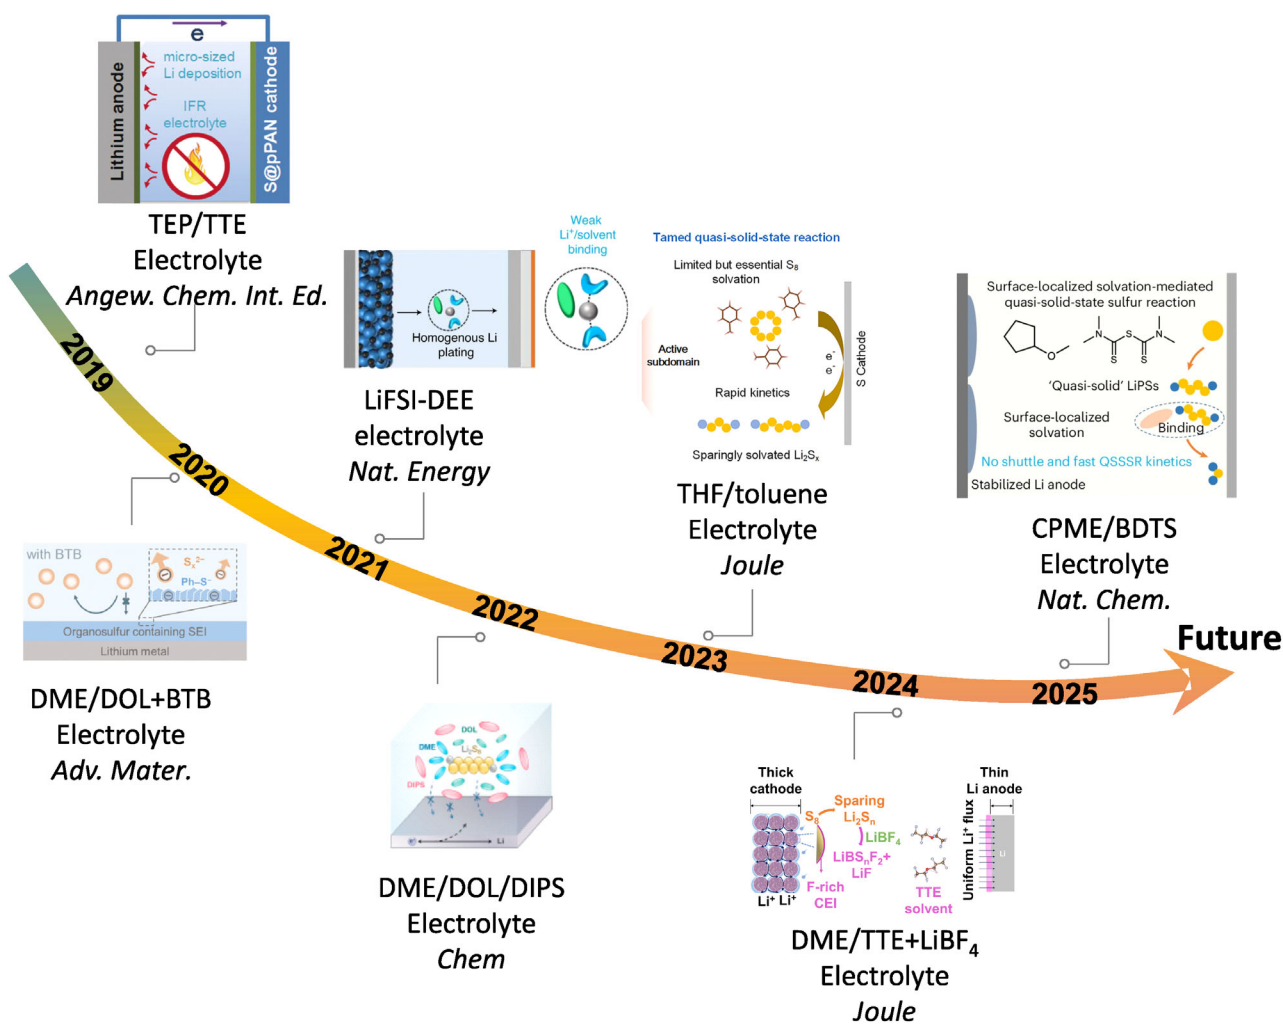 e
Lithium anode
micro-sized
Li deposition
IFR
electrolyte
S@pPAN cathode
TEP/TTE
Electrolyte
Angew. Chem. Int. Ed.
2019
2020
with BTB
Sₓ²⁻
Ph–S⁻
Organosulfur containing SEI
Lithium metal
DME/DOL+BTB
Electrolyte
Adv. Mater.
Homogenous Li
plating
Weak
Li⁺/solvent
binding
LiFSI-DEE
electrolyte
Nat. Energy
2021
2022
DOL
DME
Li₂S₈
DIPS
e⁻
Li
DME/DOL/DIPS
Electrolyte
Chem
Tamed quasi-solid-state reaction
Limited but essential S₈
solvation
Active
subdomain
e⁻
e⁻
S Cathode
Rapid kinetics
Sparingly solvated Li₂Sₓ
THF/toluene
Electrolyte
Joule
2023
2024
Thick
cathode
S₈
Sparing
Li₂Sₙ
LiBF₄
LiBSₙF₂+
LiF
F-rich
CEI
Li⁺ Li⁺
TTE
solvent
Uniform Li⁺ flux
Thin
Li anode
Li
DME/TTE+LiBF₄
Electrolyte
Joule
Surface-localized solvation-mediated
quasi-solid-state sulfur reaction
O
N
S
N
S
S
'Quasi-solid' LiPSs
Surface-localized
solvation
Binding
No shuttle and fast QSSSR kinetics
Stabilized Li anode
CPME/BDTS
Electrolyte
Nat. Chem.
2025
Future